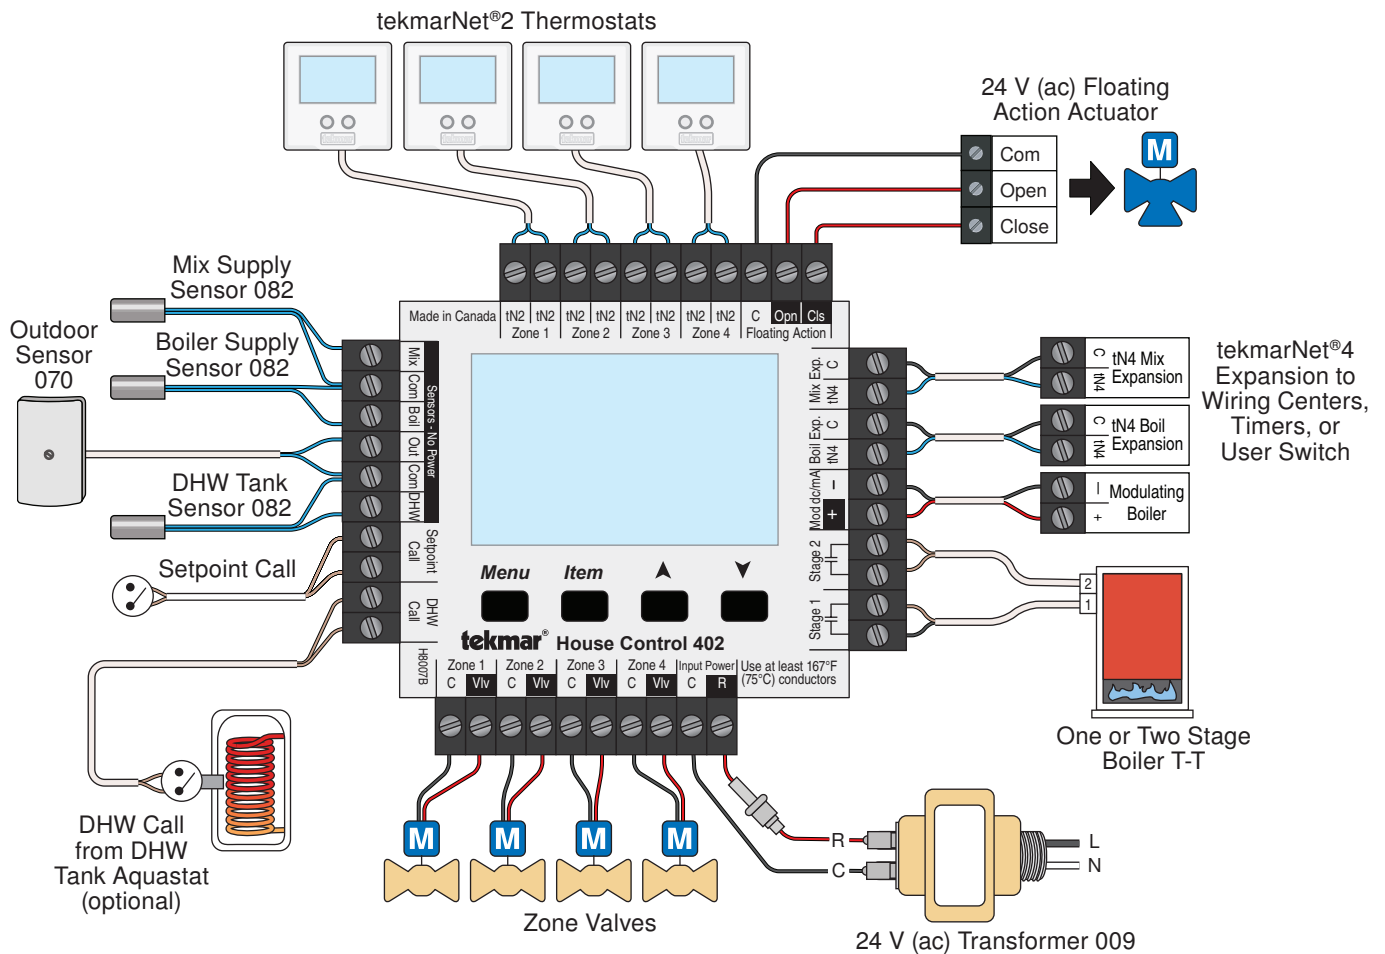 tekmarNet®2 Thermostats
tekmar
tekmar
tekmar
tekmar
24 V (ac) Floating
Action Actuator
Com
Open
Close
M
Mix Supply
Sensor 082
Outdoor
Sensor
070
Boiler Supply
Sensor 082
DHW Tank
Sensor 082
Setpoint Call
DHW Call
from DHW
Tank Aquastat
(optional)
Made in Canada
tN2 tN2 tN2 tN2 tN2 tN2 tN2 tN2 C Opn Cls
Zone 1 Zone 2 Zone 3 Zone 4 Floating Action
Mix
Com
Boil
Out
Com
DHW
Sensors - No Power
Setpoint
Call
DHW
Call
H8007B
Mix Exp.
C
tN4
Boil Exp.
C
tN4
Mod dc/mA
–
+
Stage 2
Stage 1
Menu Item
tekmar® House Control 402
Zone 1 Zone 2 Zone 3 Zone 4 Input Power
C Vlv C Vlv C Vlv C Vlv C R
Use at least 167°F
(75°C) conductors
C
tN4
tN4 Mix
Expansion
C
tN4
tN4 Boil
Expansion
–
+
Modulating
Boiler
tekmarNet®4
Expansion to
Wiring Centers,
Timers, or
User Switch
2
1
One or Two Stage
Boiler T-T
M M M M
Zone Valves
R
C
L
N
24 V (ac) Transformer 009